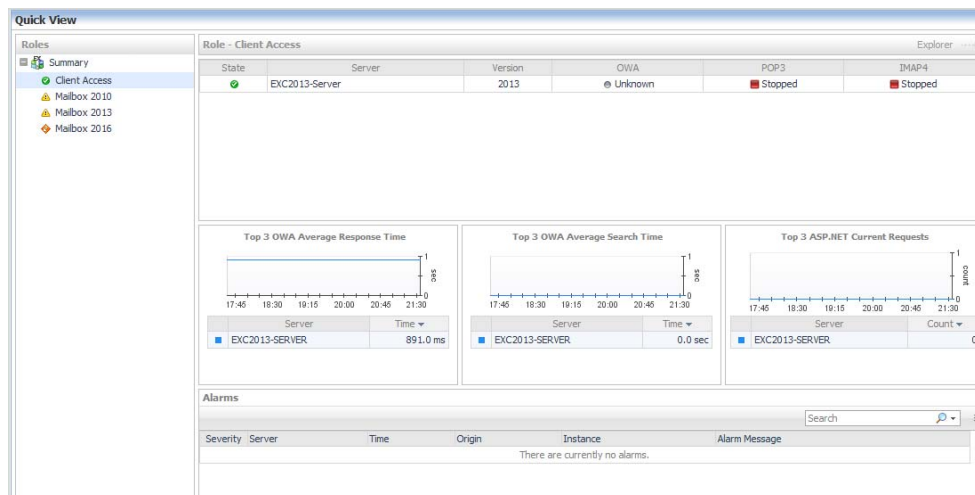 Quick View
Roles
Summary
Client Access
Mailbox 2010
Mailbox 2013
Mailbox 2016
Role - Client Access
Explorer
State Server Version OWA POP3 IMAP4
EXC2013-Server 2013 Unknown Stopped Stopped
Top 3 OWA Average Response Time
1
sec
0
17:45 18:30 19:15 20:00 20:45 21:30
Server Time
EXC2013-SERVER 891.0 ms
Top 3 OWA Average Search Time
1
sec
0
17:45 18:30 19:15 20:00 20:45 21:30
Server Time
EXC2013-SERVER 0.0 sec
Top 3 ASP.NET Current Requests
1
count
0
17:45 18:30 19:15 20:00 20:45 21:30
Server Count
EXC2013-SERVER
Alarms
Search
Severity Server Time Origin Instance Alarm Message
There are currently no alarms.